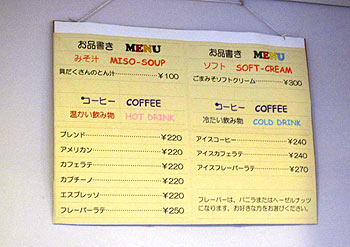 お品書き MENU
みそ汁 MISO-SOUP
具だくさんのとん汁 ¥100
コーヒー COFFEE
温かい飲み物 HOT DRINK
ブレンド ¥220
アメリカン ¥220
カフェラテ ¥220
カプチーノ ¥220
エスプレッソ ¥220
フレーバーラテ ¥250
お品書き MENU
ソフト SOFT-CREAM
ごまみそソフトクリーム ¥300
コーヒー COFFEE
冷たい飲み物 COLD DRINK
アイスコーヒー ¥240
アイスカフェラテ ¥240
アイスフレーバーラテ ¥270
フレーバーは、バニラまたはヘーゼルナッツ
になります、お好きな方をお選びください。